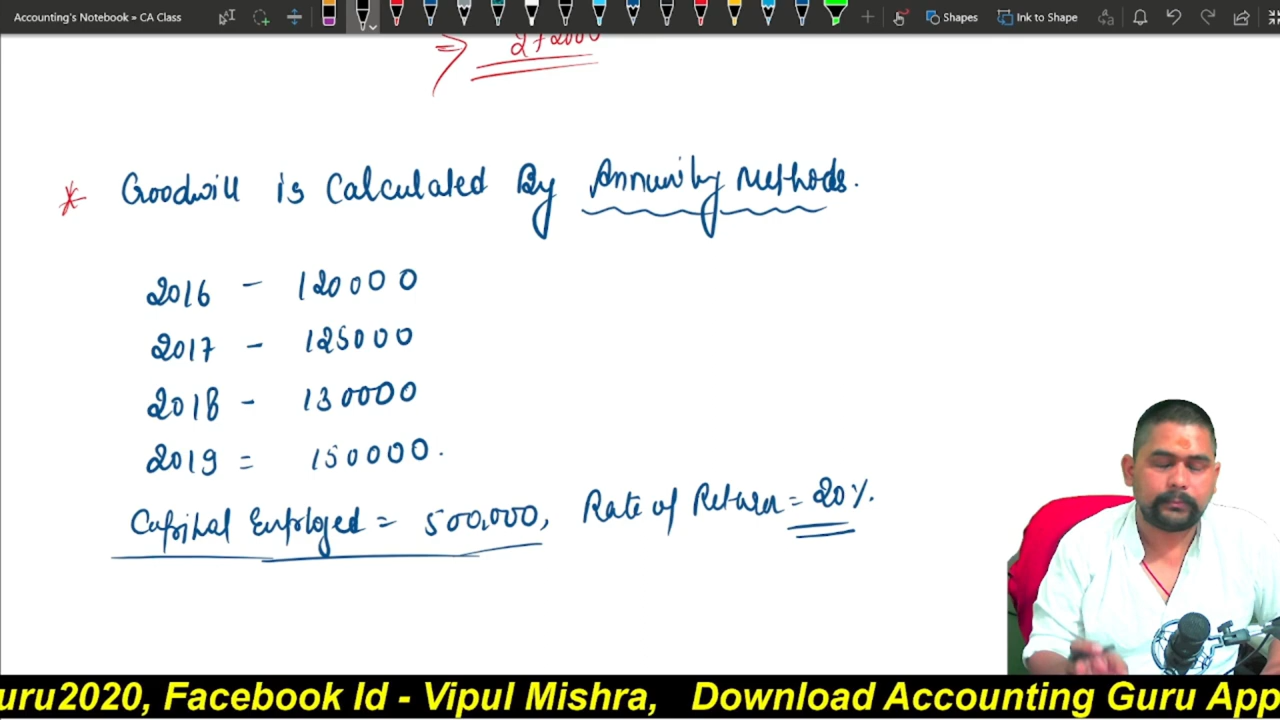 Accounting's Notebook » CA Class
Shapes
Ink to Shape
⇒ 272000
* Goodwill is Calculated By Annuity Methods.
2016 - 120000
2017 - 125000
2018 - 130000
2019 = 150000.
Capital Employed = 500,000, Rate of Return = 20%.
uru2020, Facebook Id - Vipul Mishra, Download Accounting Guru App